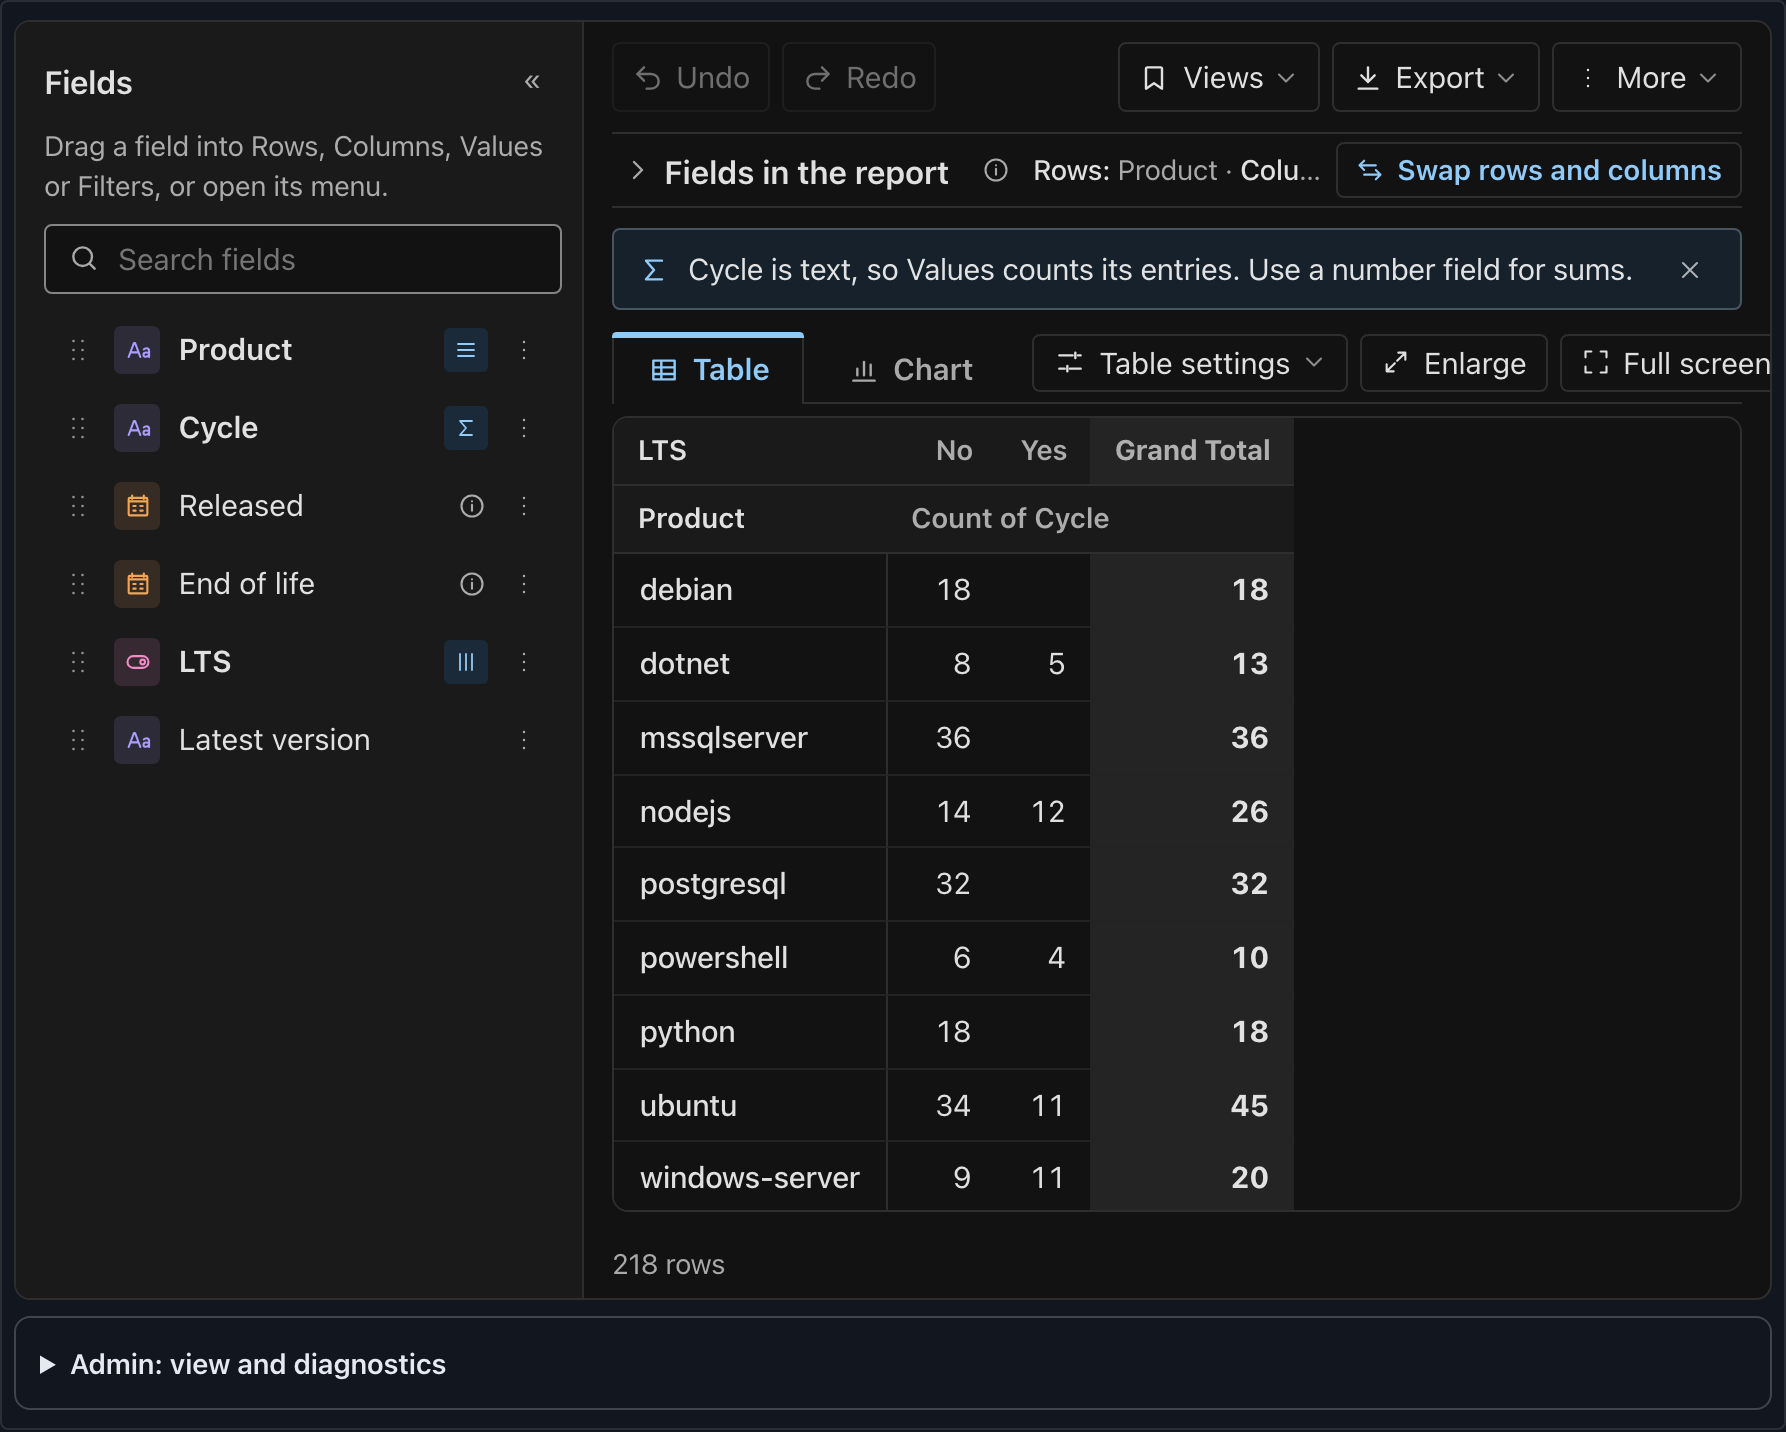 Fields «
Drag a field into Rows, Columns, Values
or Filters, or open its menu.
Search fields
Aa Product
Aa Cycle Σ
Released
End of life
LTS
Aa Latest version
Undo Redo Views Export More
Fields in the report Rows: Product · Colu... Swap rows and columns
Σ Cycle is text, so Values counts its entries. Use a number field for sums.
Table Chart Table settings Enlarge Full screen
LTS No Yes Grand Total
Product Count of Cycle
debian 18 18
dotnet 8 5 13
mssqlserver 36 36
nodejs 14 12 26
postgresql 32 32
powershell 6 4 10
python 18 18
ubuntu 34 11 45
windows-server 9 11 20
218 rows
Admin: view and diagnostics